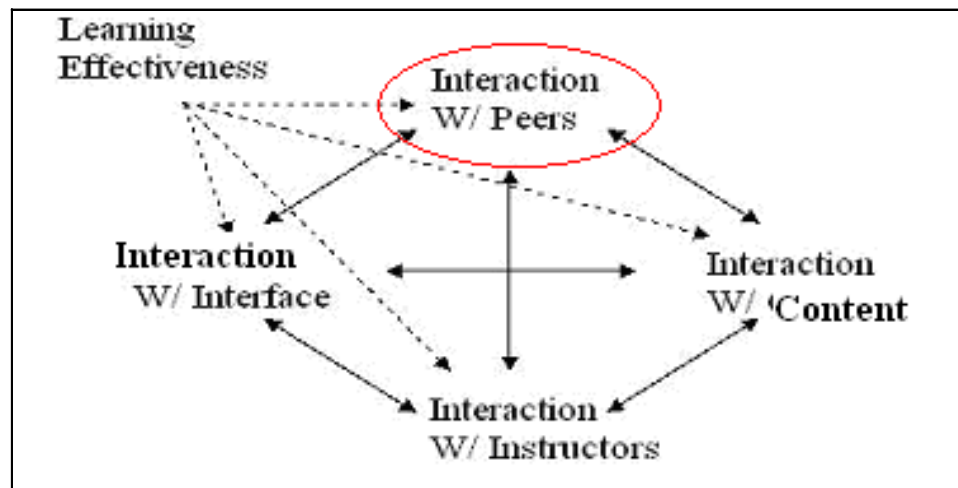 Learning
Effectiveness
Interaction
W/ Peers
Interaction
W/ Interface
Interaction
W/ Content
Interaction
W/ Instructors